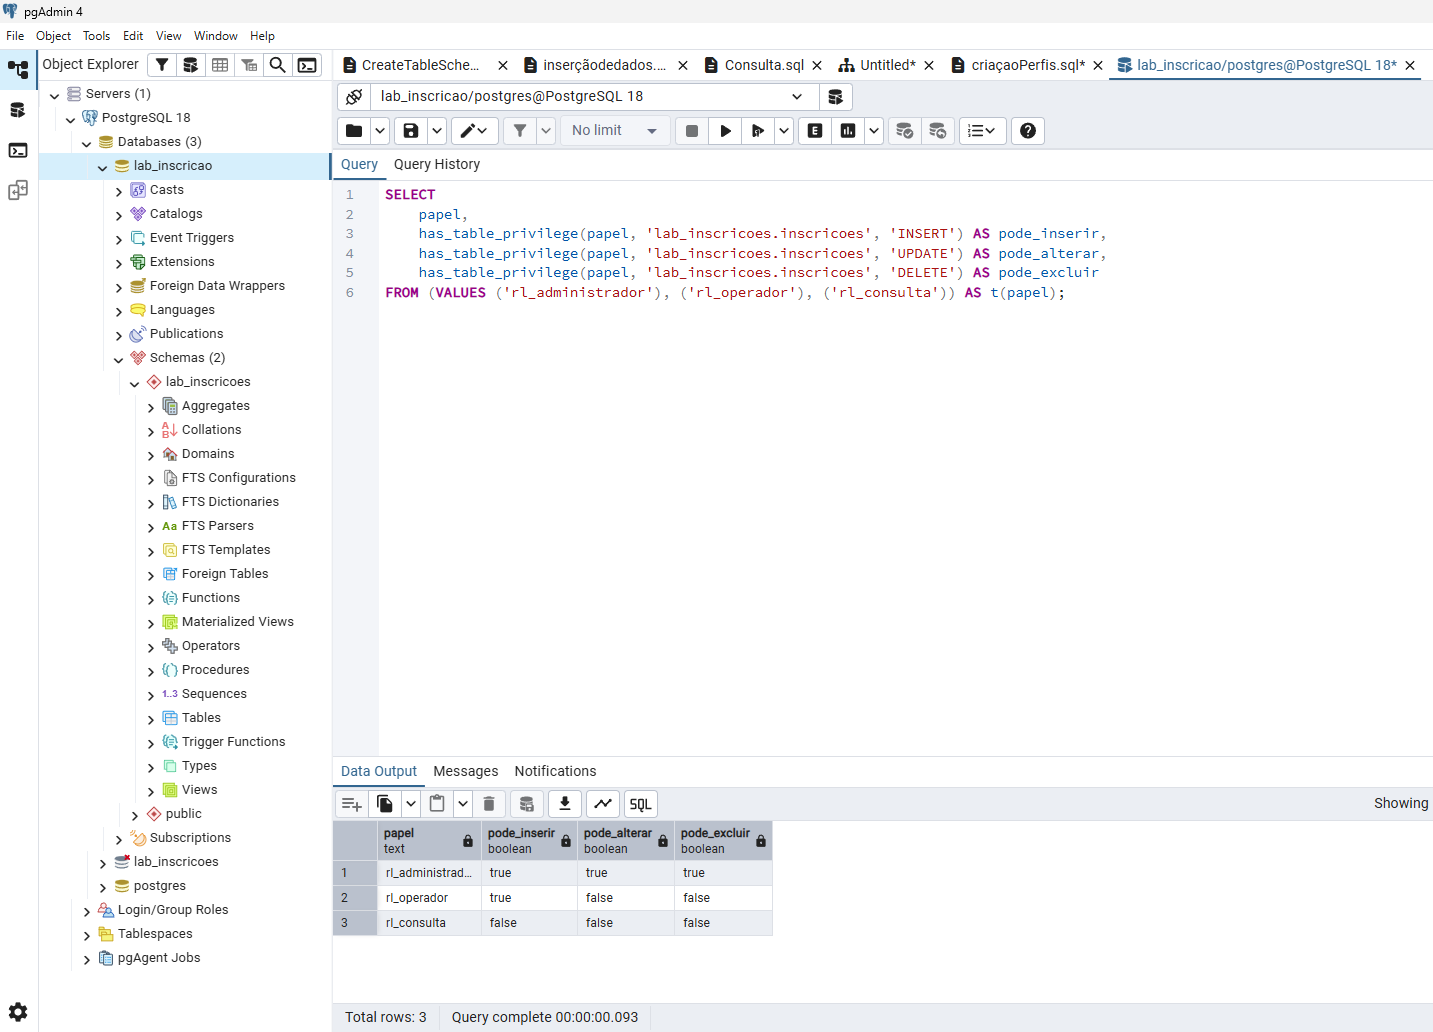 pgAdmin 4
File Object Tools Edit View Window Help
Object Explorer
CreateTableSche... inserçãodedados.... Consulta.sql Untitled* criaçaoPerfis.sql* lab_inscricao/postgres@PostgreSQL 18*
Servers (1)
PostgreSQL 18
Databases (3)
lab_inscricao
Casts
Catalogs
Event Triggers
Extensions
Foreign Data Wrappers
Languages
Publications
Schemas (2)
lab_inscricoes
Aggregates
Collations
Domains
FTS Configurations
FTS Dictionaries
Aa FTS Parsers
FTS Templates
Foreign Tables
Functions
Materialized Views
Operators
Procedures
1..3 Sequences
Tables
Trigger Functions
Types
Views
public
Subscriptions
lab_inscricoes
postgres
Login/Group Roles
Tablespaces
pgAgent Jobs
lab_inscricao/postgres@PostgreSQL 18
No limit
E
Query Query History
1 SELECT
2 papel,
3 has_table_privilege(papel, 'lab_inscricoes.inscricoes', 'INSERT') AS pode_inserir,
4 has_table_privilege(papel, 'lab_inscricoes.inscricoes', 'UPDATE') AS pode_alterar,
5 has_table_privilege(papel, 'lab_inscricoes.inscricoes', 'DELETE') AS pode_excluir
6 FROM (VALUES ('rl_administrador'), ('rl_operador'), ('rl_consulta')) AS t(papel);
Data Output Messages Notifications
SQL
Showing
papel pode_inserir pode_alterar pode_excluir
text boolean boolean boolean
1 rl_administrad... true true true
2 rl_operador true false false
3 rl_consulta false false false
Total rows: 3 Query complete 00:00:00.093